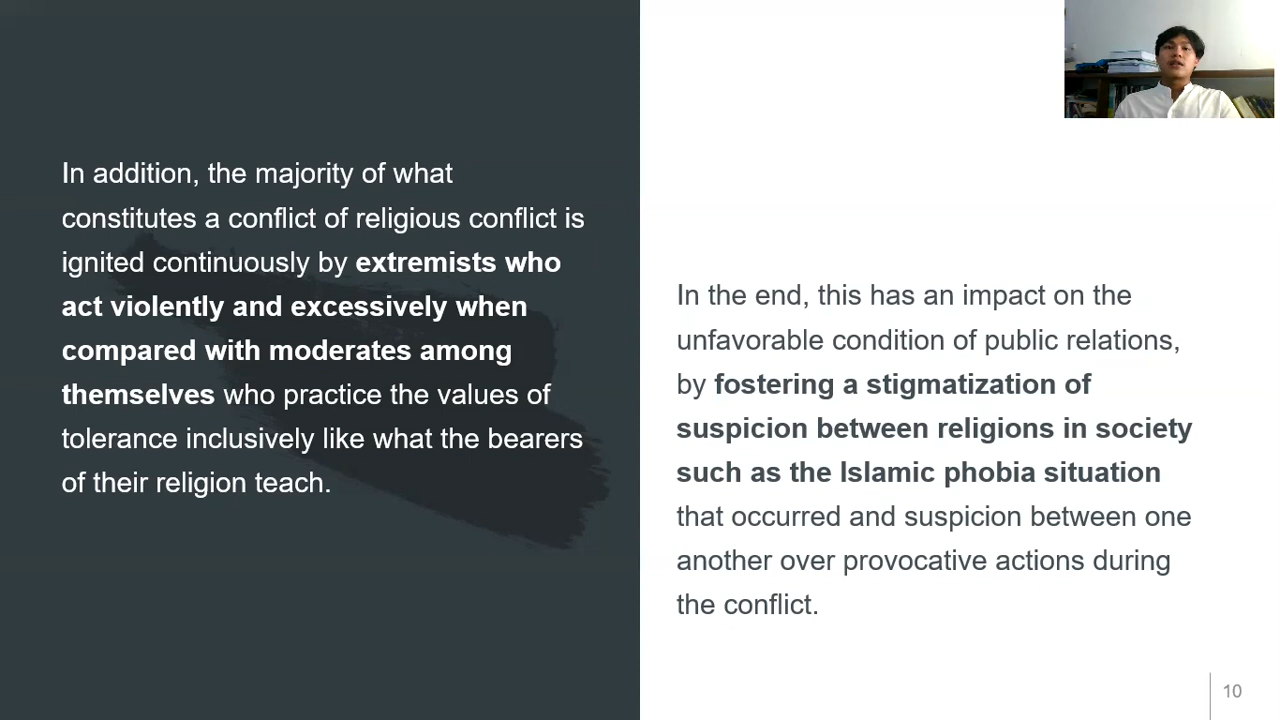 In addition, the majority of what
constitutes a conflict of religious conflict is
ignited continuously by extremists who
act violently and excessively when
compared with moderates among
themselves who practice the values of
tolerance inclusively like what the bearers
of their religion teach.
In the end, this has an impact on the
unfavorable condition of public relations,
by fostering a stigmatization of
suspicion between religions in society
such as the Islamic phobia situation
that occurred and suspicion between one
another over provocative actions during
the conflict.
10